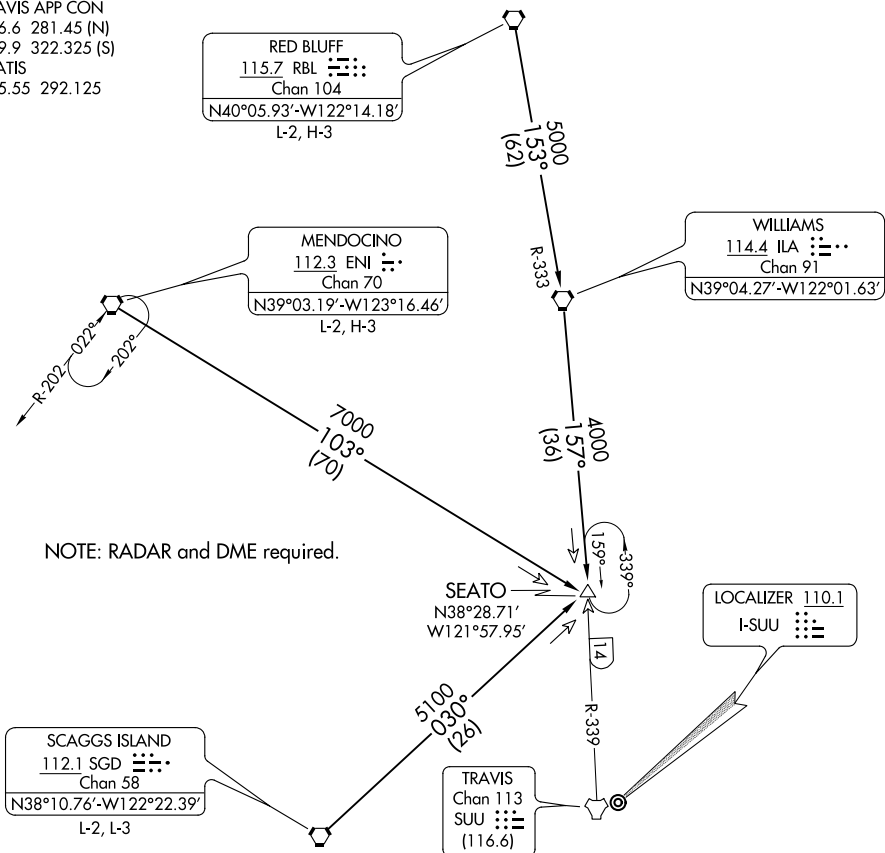 AVIS APP CON
6.6 281.45 (N)
9.9 322.325 (S)
ATIS
5.55 292.125
RED BLUFF
115.7 RBL
Chan 104
N40°05.93'-W122°14.18'
L-2, H-3
5000
153°
(62)
R-333
MENDOCINO
112.3 ENI
Chan 70
N39°03.19'-W123°16.46'
L-2, H-3
WILLIAMS
114.4 ILA
Chan 91
N39°04.27'-W122°01.63'
R-202
022°
202°
7000
103°
(70)
4000
157°
(36)
NOTE: RADAR and DME required.
159°
339°
SEATO
N38°28.71'
W121°57.95'
14
R-339
LOCALIZER 110.1
I-SUU
5100
030°
(26)
SCAGGS ISLAND
112.1 SGD
Chan 58
N38°10.76'-W122°22.39'
L-2, L-3
TRAVIS
Chan 113
SUU
(116.6)